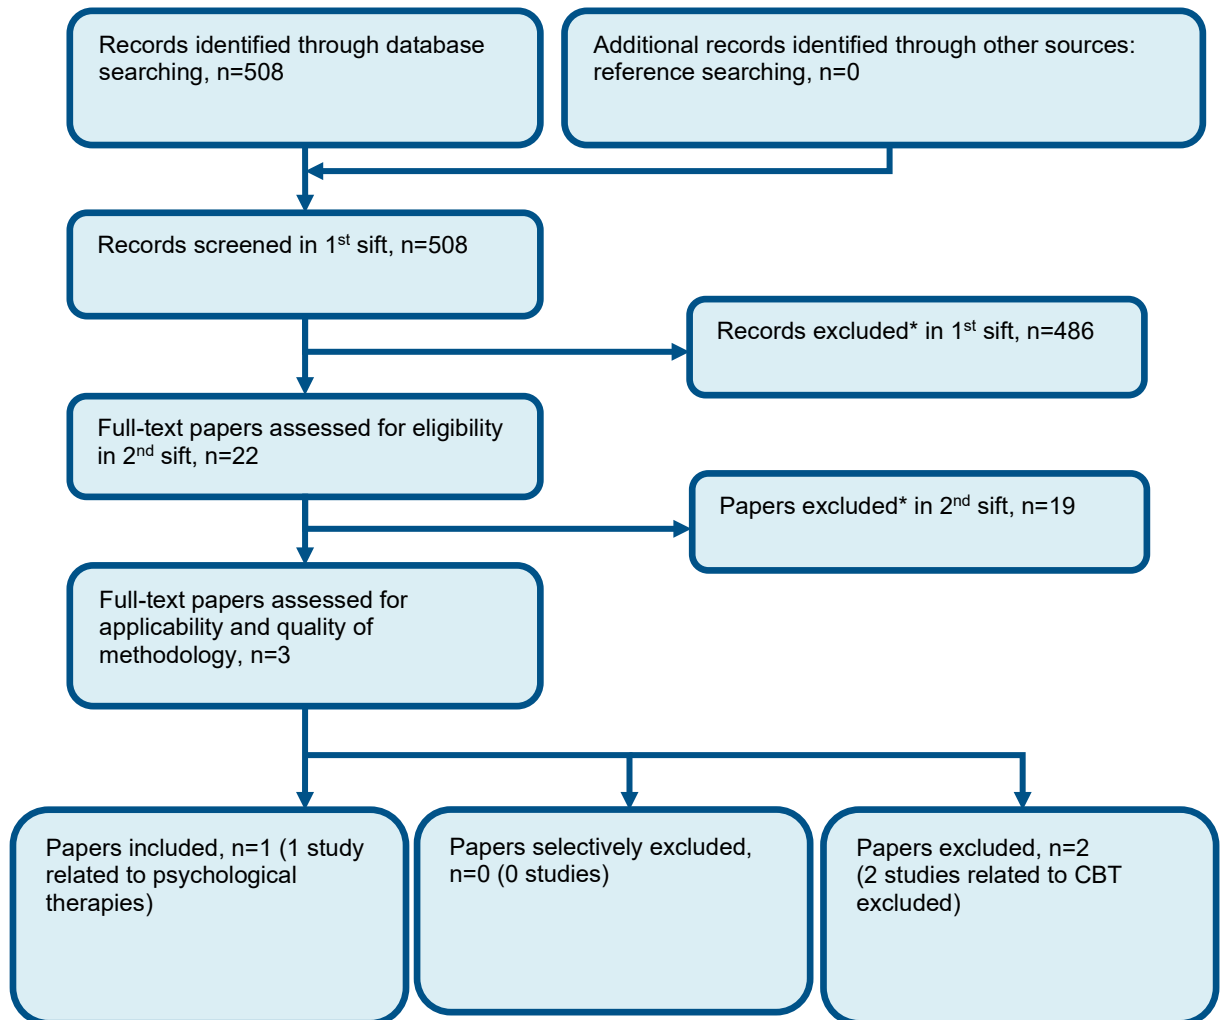 Records identified through database
searching, n=508
Additional records identified through other sources:
reference searching, n=0
Records screened in 1st sift, n=508
Records excluded* in 1st sift, n=486
Full-text papers assessed for eligibility
in 2nd sift, n=22
Papers excluded* in 2nd sift, n=19
Full-text papers assessed for
applicability and quality of
methodology, n=3
Papers included, n=1 (1 study
related to psychological
therapies)
Papers selectively excluded,
n=0 (0 studies)
Papers excluded, n=2
(2 studies related to CBT
excluded)